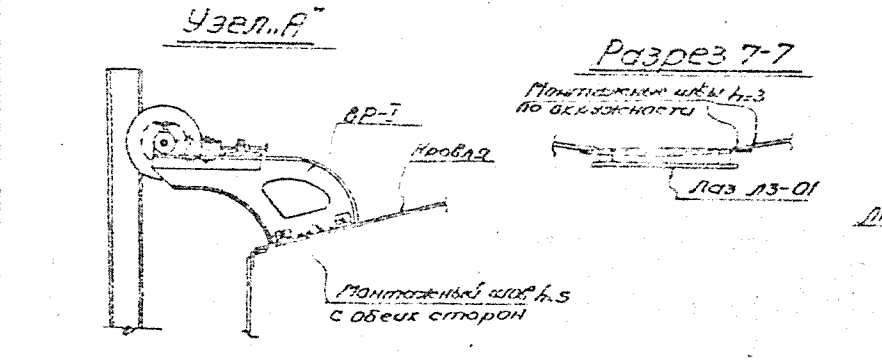 Узел „А"
Разрез 7-7
Монтажные швы h=3
по окружности
ВР-I
Кровля
Лаз ЛЗ-01
Монтажный шов h=5
с обеих сторон